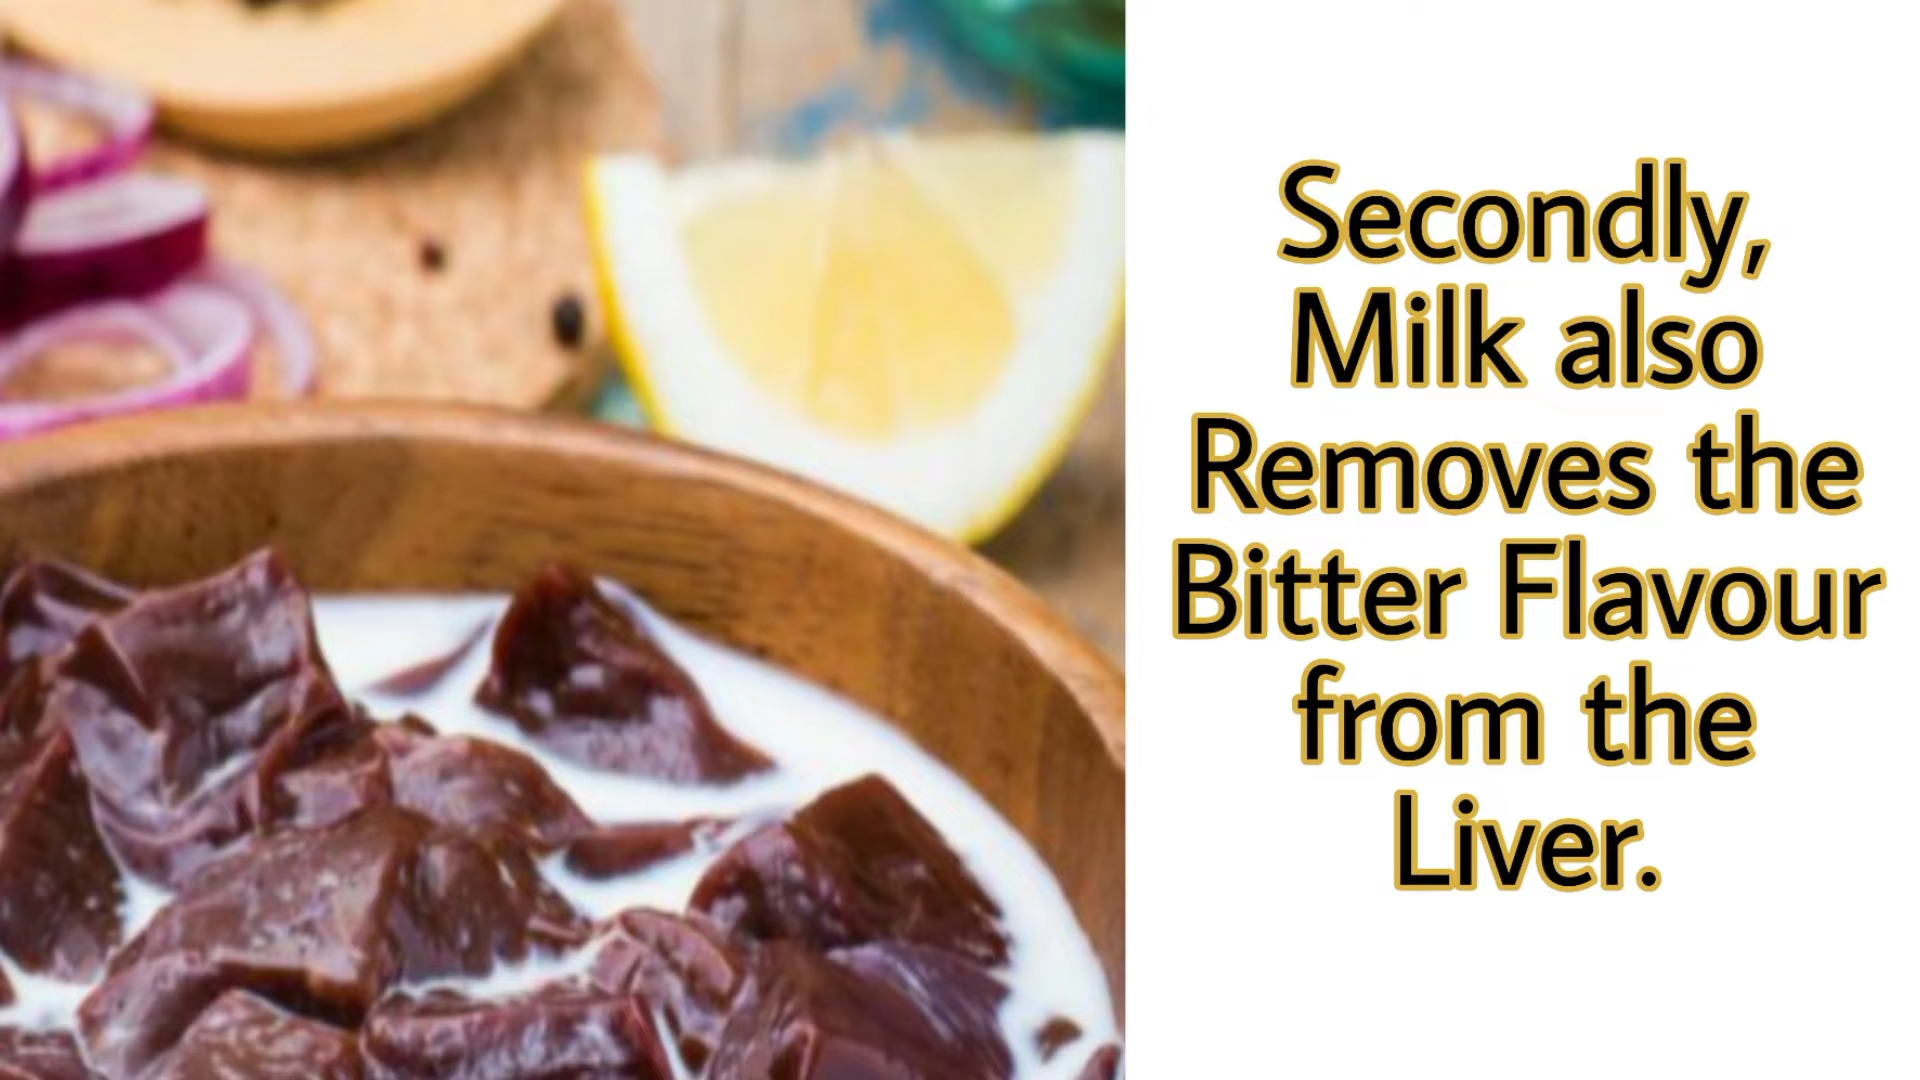 Secondly,
Milk also
Removes the
Bitter Flavour
from the
Liver.